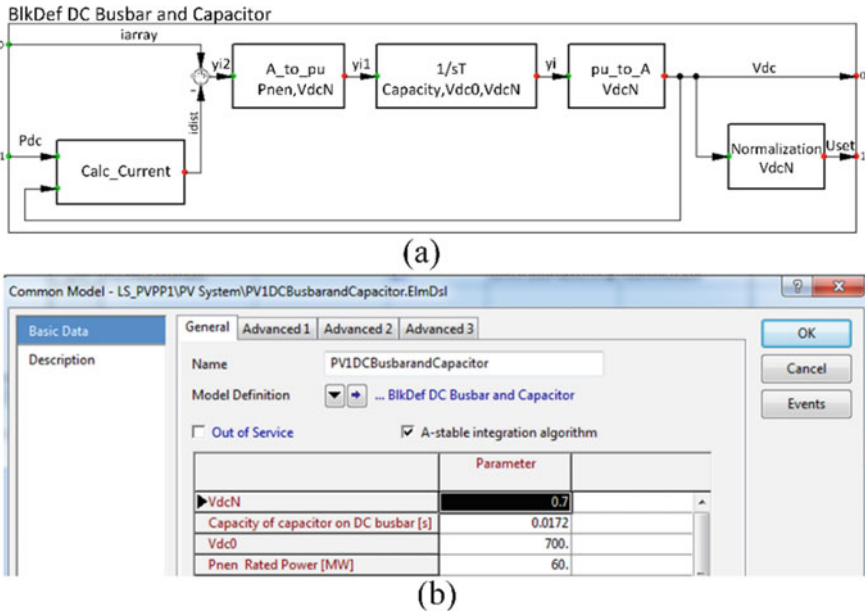 BlkDef DC Busbar and Capacitor
0
iarray
yi2
A_to_pu
Pnen,VdcN
yi1
1/sT
Capacity,Vdc0,VdcN
yi
pu_to_A
VdcN
Vdc
0
-
idist
1
Pdc
Calc_Current
Normalization
VdcN
Uset
1
(a)
Common Model - LS_PVPP1\PV System\PV1DCBusbarandCapacitor.ElmDsl
Basic Data
Description
General
Advanced 1
Advanced 2
Advanced 3
OK
Cancel
Events
Name
PV1DCBusbarandCapacitor
Model Definition
... BlkDef DC Busbar and Capacitor
Out of Service
A-stable integration algorithm
Parameter
VdcN
0.7
Capacity of capacitor on DC busbar [s]
0.0172
Vdc0
700.
Pnen Rated Power [MW]
60.
(b)